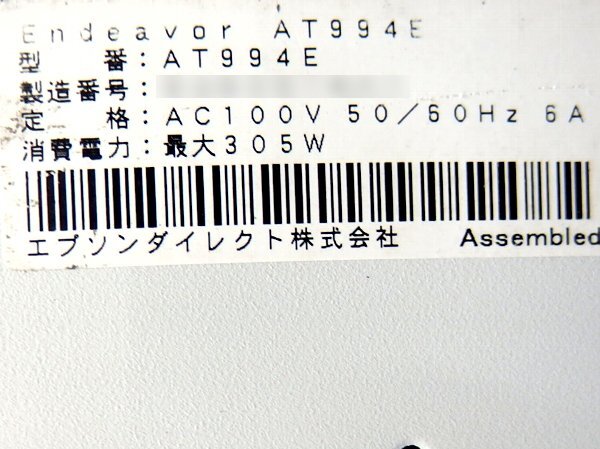 Endeavor AT994E
型　　番：AT994E
製造番号：
定　　格：AC100V 50／60Hz 6A
消費電力：最大305W
エプソンダイレクト株式会社　Assembled